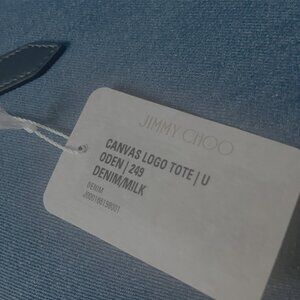 JIMMY CHOO
CANVAS LOGO TOTE | U
ODEN | 249
DENIM/MILK
DENIM